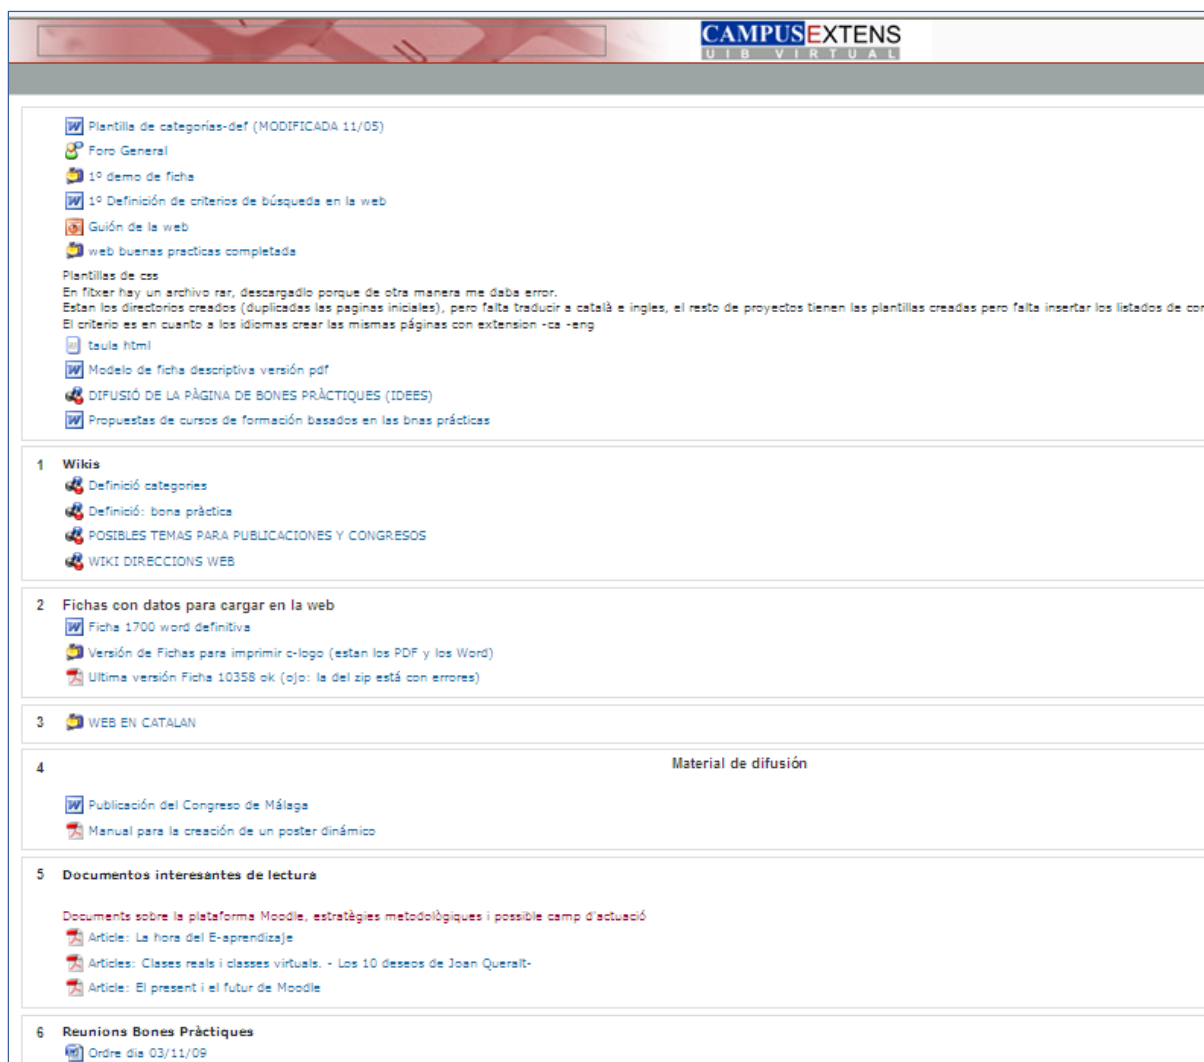 CAMPUSEXTENS
UIB VIRTUAL
Plantilla de categorías-def (MODIFICADA 11/05)
Foro General
1º demo de ficha
1º Definición de criterios de búsqueda en la web
Guión de la web
web buenas practicas completada
Plantillas de css
En fitxer hay un archivo rar, descargadlo porque de otra manera me daba error.
Estan los directorios creados (duplicadas las paginas iniciales), pero falta traducir a català e ingles, el resto de proyectos tienen las plantillas creadas pero falta insertar los listados de cor
El criterio es en cuanto a los idiomas crear las mismas páginas con extension -ca -eng
taula html
Modelo de ficha descriptiva versión pdf
DIFUSIÓ DE LA PÀGINA DE BONES PRÀCTIQUES (IDEES)
Propuestas de cursos de formación basados en las bnas prácticas
1 Wikis
Definició categories
Definició: bona pràctica
POSIBLES TEMAS PARA PUBLICACIONES Y CONGRESOS
WIKI DIRECCIONS WEB
2 Fichas con datos para cargar en la web
Ficha 1700 word definitiva
Versión de Fichas para imprimir c-logo (estan los PDF y los Word)
Ultima versión Ficha 10358 ok (ojo: la del zip está con errores)
3 WEB EN CATALAN
4 Material de difusión
Publicación del Congreso de Málaga
Manual para la creación de un poster dinámico
5 Documentos interesantes de lectura
Documents sobre la plataforma Moodle, estratègies metodològiques i possible camp d'actuació
Article: La hora del E-aprendizaje
Articles: Clases reals i classes virtuals. - Los 10 deseos de Joan Queralt-
Article: El present i el futur de Moodle
6 Reunions Bones Pràctiques
Ordre dia 03/11/09